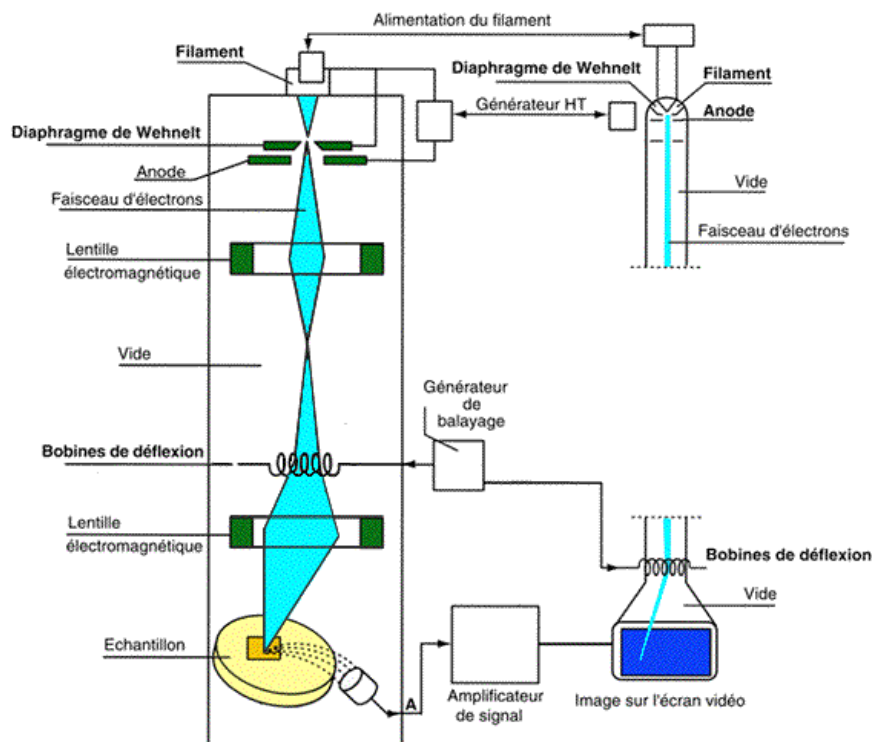 Alimentation du filament
Filament
Diaphragme de Wehnelt
Filament
Générateur HT
Anode
Diaphragme de Wehnelt
Anode
Vide
Faisceau d'électrons
Faisceau d'électrons
Lentille
électromagnétique
Vide
Générateur
de
balayage
Bobines de déflexion
Lentille
électromagnétique
Bobines de déflexion
Vide
Echantillon
A
Amplificateur
de signal
Image sur l'écran vidéo